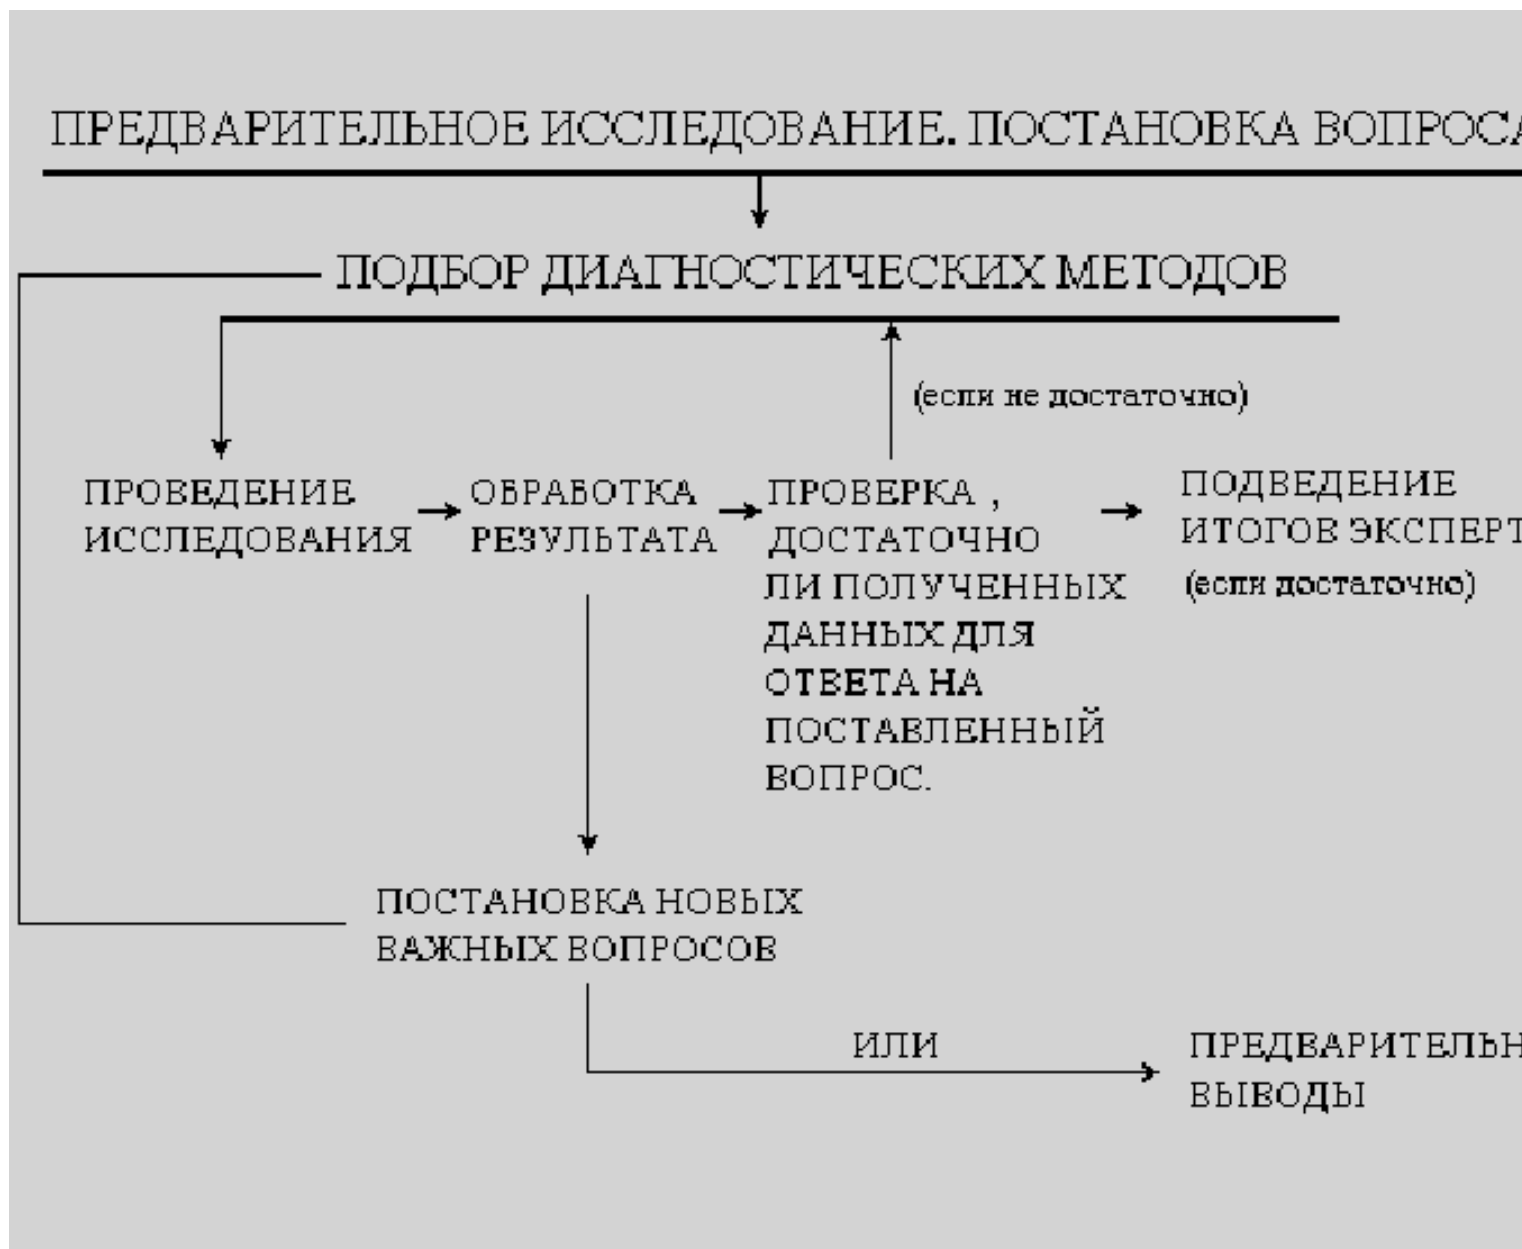 ПРЕДВАРИТЕЛЬНОЕ ИССЛЕДОВАНИЕ. ПОСТАНОВКА ВОПРОСА
ПОДБОР ДИАГНОСТИЧЕСКИХ МЕТОДОВ
(если не достаточно)
ПРОВЕДЕНИЕ
ИССЛЕДОВАНИЯ
ОБРАБОТКА
РЕЗУЛЬТАТА
ПРОВЕРКА ,
ДОСТАТОЧНО
ЛИ ПОЛУЧЕННЫХ
ДАННЫХ ДЛЯ
ОТВЕТА НА
ПОСТАВЛЕННЫЙ
ВОПРОС.
ПОДВЕДЕНИЕ
ИТОГОВ ЭКСПЕРТ
(если достаточно)
ПОСТАНОВКА НОВЫХ
ВАЖНЫХ ВОПРОСОВ
ИЛИ
ПРЕДВАРИТЕЛЬН
ВЫВОДЫ